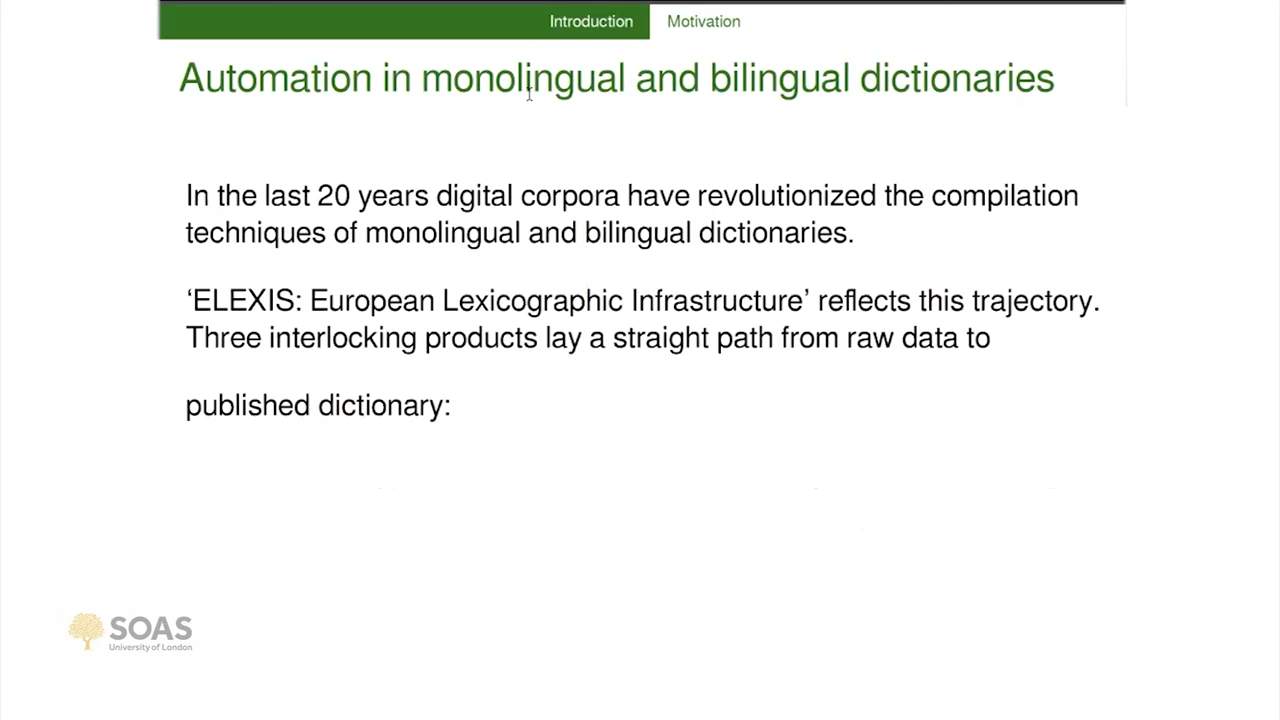 Introduction
Motivation
Automation in monolingual and bilingual dictionaries
In the last 20 years digital corpora have revolutionized the compilation
techniques of monolingual and bilingual dictionaries.
‘ELEXIS: European Lexicographic Infrastructure’ reflects this trajectory.
Three interlocking products lay a straight path from raw data to
published dictionary:
SOAS
University of London